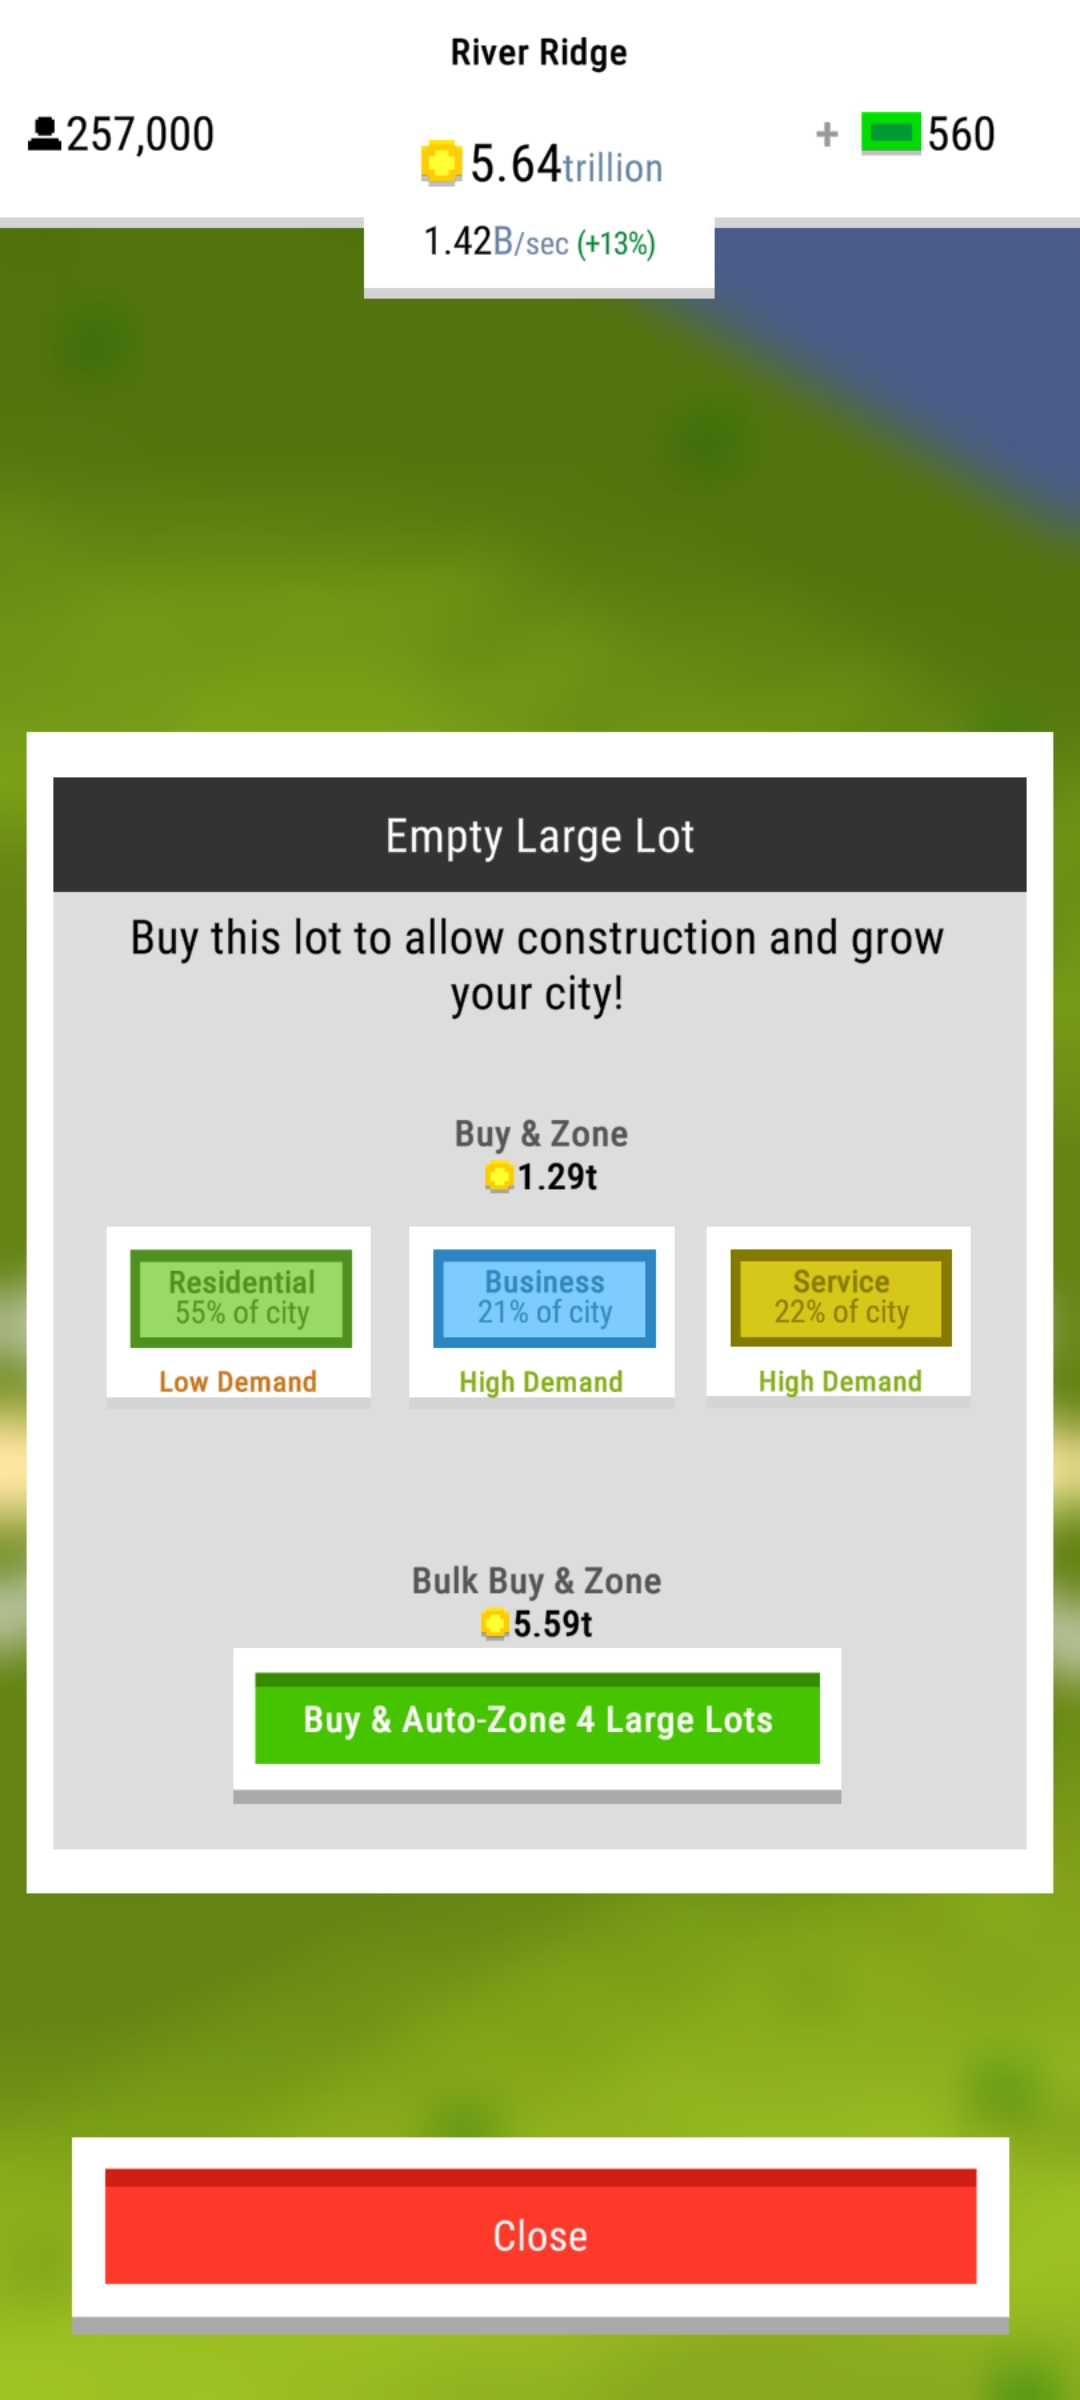 River Ridge
257,000
5.64trillion
+ 560
1.42B/sec (+13%)
Empty Large Lot
Buy this lot to allow construction and grow
your city!
Buy & Zone
1.29t
Residential
55% of city
Low Demand
Business
21% of city
High Demand
Service
22% of city
High Demand
Bulk Buy & Zone
5.59t
Buy & Auto-Zone 4 Large Lots
Close